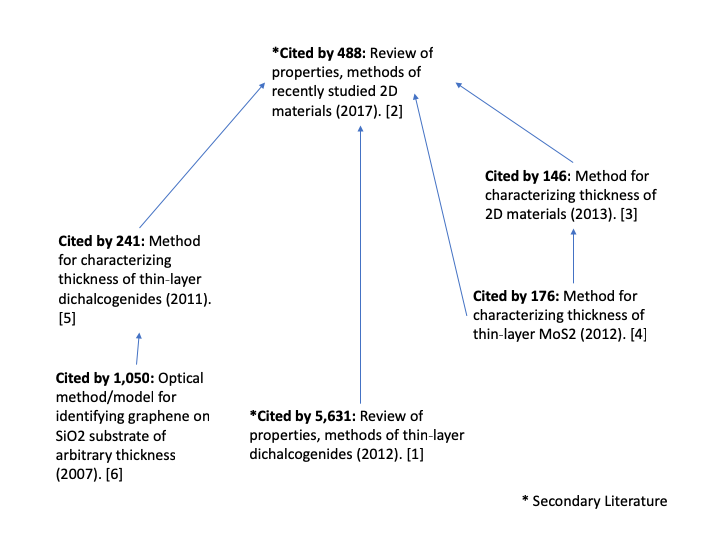 *Cited by 488: Review of
properties, methods of
recently studied 2D
materials (2017). [2]
Cited by 146: Method for
characterizing thickness of
2D materials (2013). [3]
Cited by 241: Method
for characterizing
thickness of thin-layer
dichalcogenides (2011).
[5]
Cited by 176: Method for
characterizing thickness of
thin-layer MoS2 (2012). [4]
Cited by 1,050: Optical
method/model for
identifying graphene on
SiO2 substrate of
arbitrary thickness
(2007). [6]
*Cited by 5,631: Review of
properties, methods of thin-layer
dichalcogenides (2012). [1]
* Secondary Literature